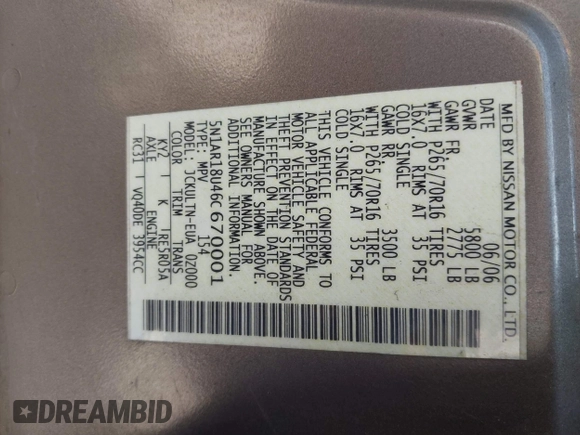 MFD BY NISSAN MOTOR CO., LTD.
DATE 06/06
GVWR 5800 LB
GAWR FR. 2775 LB
WITH P265/70R16 TIRES
16X7.0 RIMS AT 35 PSI
COLD SINGLE
GAWR RR. 3500 LB
WITH P265/70R16 TIRES
16X7.0 RIMS AT 35 PSI
COLD SINGLE
THIS VEHICLE CONFORMS TO
ALL APPLICABLE FEDERAL
MOTOR VEHICLE SAFETY AND
THEFT PREVENTION STANDARDS
IN EFFECT ON THE DATE OF
MANUFACTURE SHOWN ABOVE.
SEE OWNERS MANUAL FOR
ADDITIONAL INFORMATION.
5N1AR18U46C670001
TYPE: MPV 154
MODEL: JCKULTN-EUA 02000
COLOR TRIM TRANS
KY2 K RE5R05A
AXLE ENGINE
RC31 VQ40DE 3954CC
DREAMBID